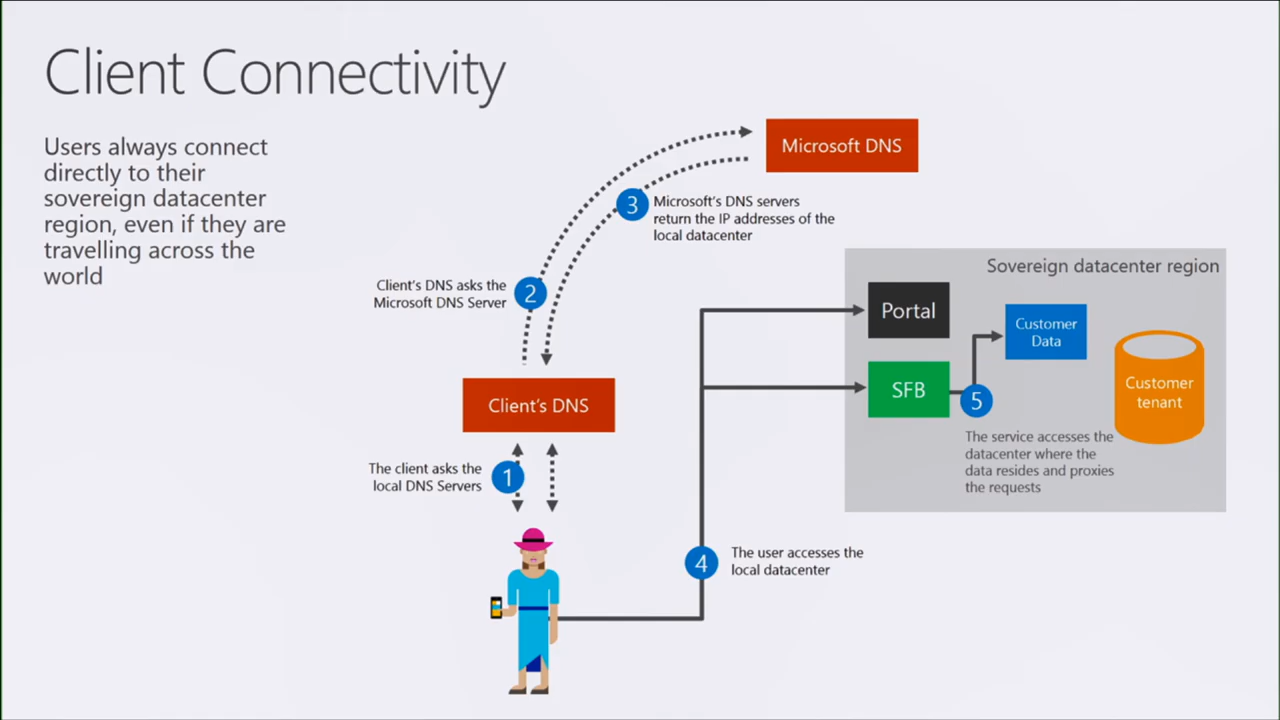 Client Connectivity
Users always connect
directly to their
sovereign datacenter
region, even if they are
travelling across the
world
Microsoft DNS
3
Microsoft's DNS servers
return the IP addresses of the
local datacenter
Client's DNS asks the
Microsoft DNS Server
2
Sovereign datacenter region
Portal
Customer
Data
SFB
5
Customer
tenant
The service accesses the
datacenter where the
data resides and proxies
the requests
Client's DNS
The client asks the
local DNS Servers
1
4
The user accesses the
local datacenter